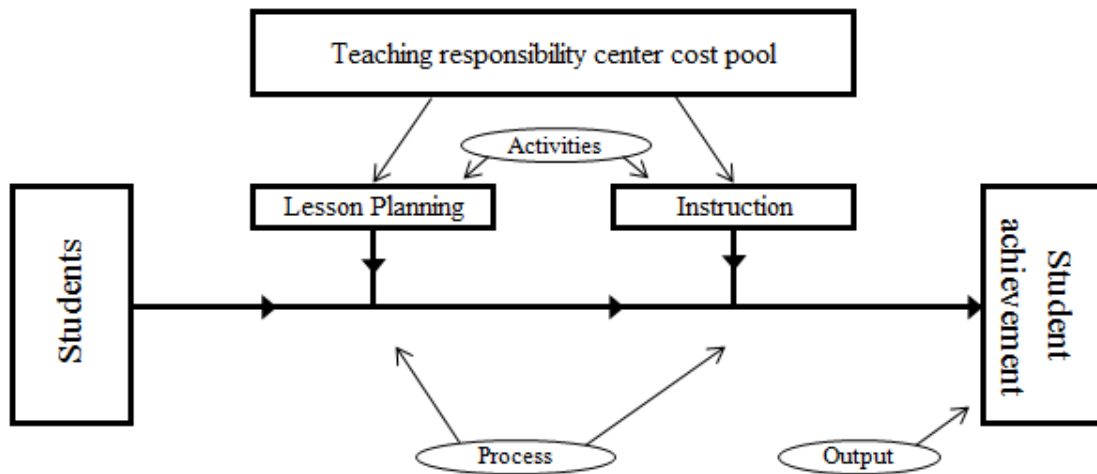 Teaching responsibility center cost pool
Activities
Lesson Planning
Instruction
Students
Student
achievement
Process
Output